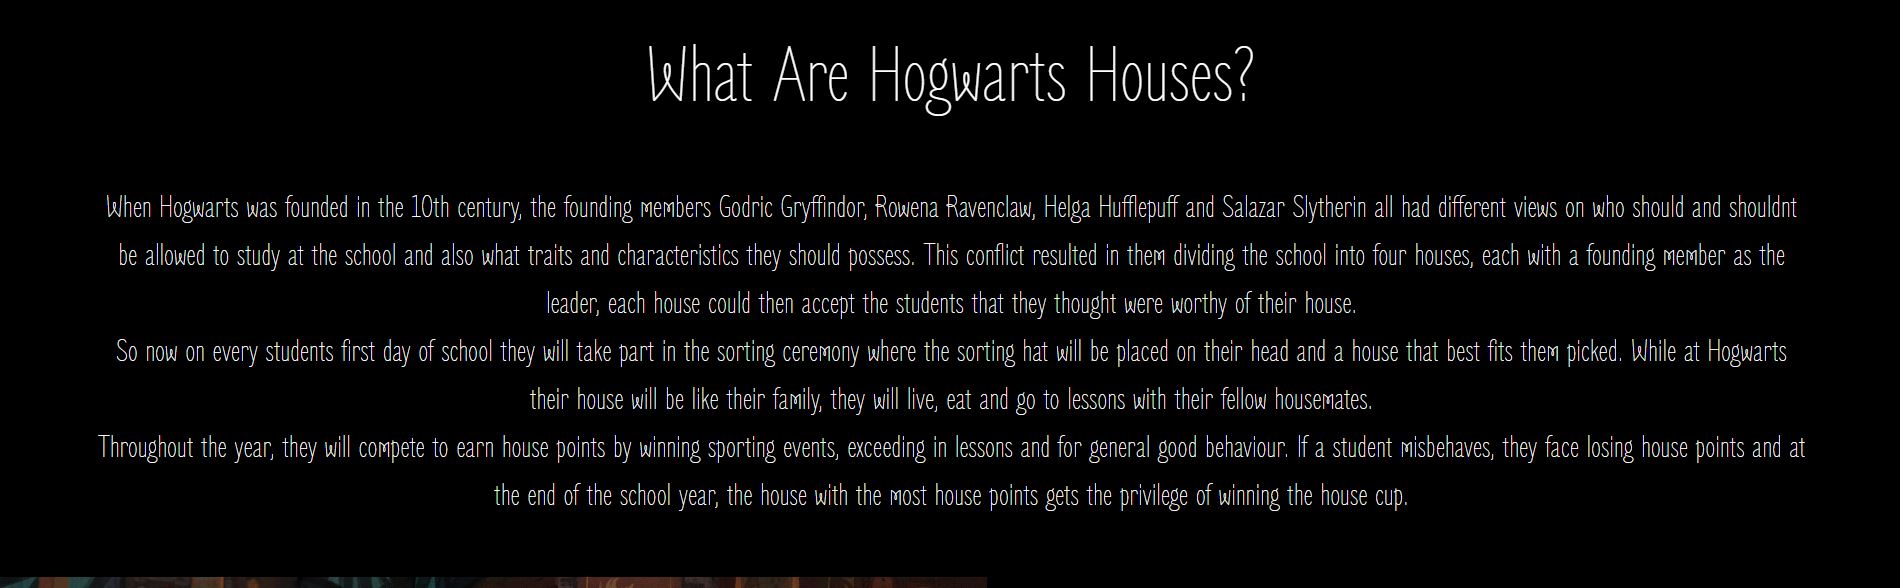 What Are Hogwarts Houses?
When Hogwarts was founded in the 10th century, the founding members Godric Gryffindor, Rowena Ravenclaw, Helga Hufflepuff and Salazar Slytherin all had different views on who should and shouldnt
be allowed to study at the school and also what traits and characteristics they should possess. This conflict resulted in them dividing the school into four houses, each with a founding member as the
leader, each house could then accept the students that they thought were worthy of their house.
So now on every students first day of school they will take part in the sorting ceremony where the sorting hat will be placed on their head and a house that best fits them picked. While at Hogwarts
their house will be like their family, they will live, eat and go to lessons with their fellow housemates.
Throughout the year, they will compete to earn house points by winning sporting events, exceeding in lessons and for general good behaviour. If a student misbehaves, they face losing house points and at
the end of the school year, the house with the most house points gets the privilege of winning the house cup.